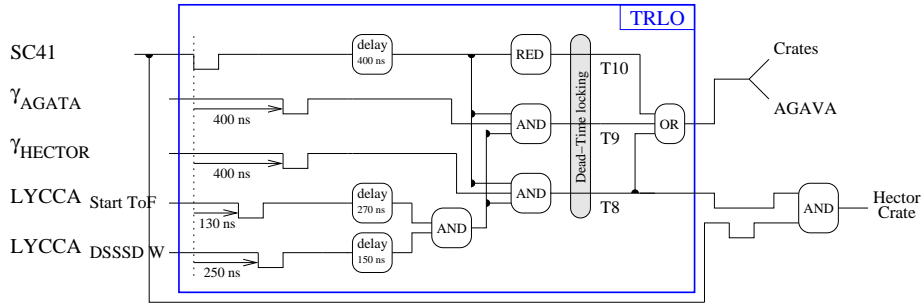 TRLO
SC41
delay
400 ns
RED
T10
Crates
γAGATA
400 ns
AND
Dead-Time locking
T9
OR
AGAVA
γHECTOR
400 ns
AND
T8
LYCCA Start ToF
130 ns
delay
270 ns
AND
AND
Hector
Crate
LYCCA DSSSD W
250 ns
delay
150 ns